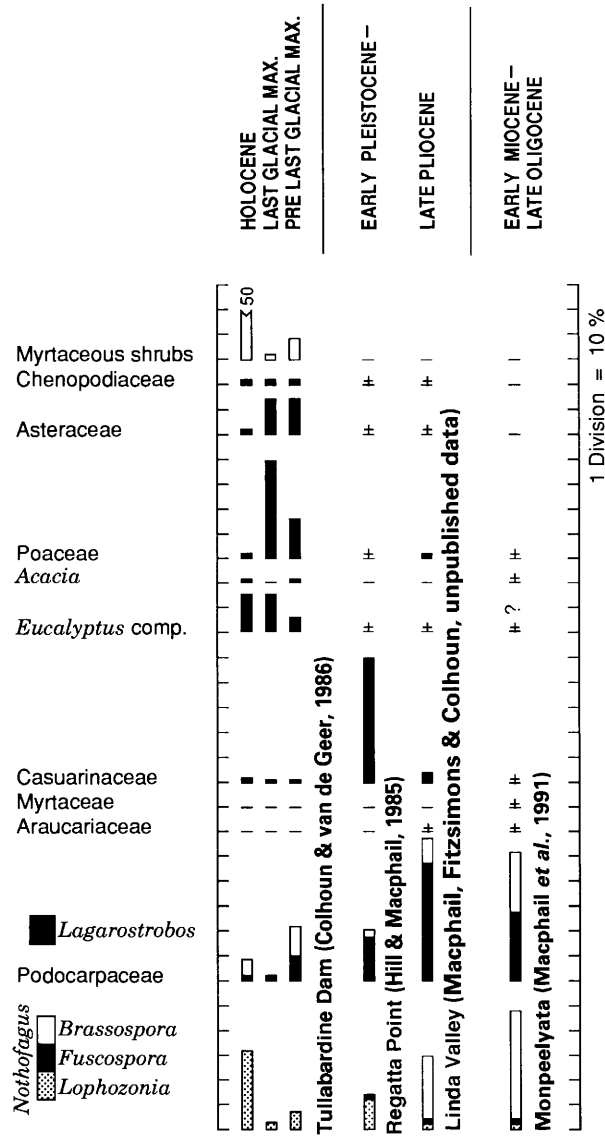 HOLOCENE
LAST GLACIAL MAX.
PRE LAST GLACIAL MAX.
EARLY PLEISTOCENE –
LATE PLIOCENE
EARLY MIOCENE –
LATE OLIGOCENE
50
Myrtaceous shrubs
Chenopodiaceae
Asteraceae
Poaceae
Acacia
Eucalyptus comp.
Casuarinaceae
Myrtaceae
Araucariaceae
Lagarostrobos
Podocarpaceae
Nothofagus
Brassospora
Fuscospora
Lophozonia
?
Tullabardine Dam (Colhoun & van de Geer, 1986)
Regatta Point (Hill & Macphail, 1985)
Linda Valley (Macphail, Fitzsimons & Colhoun, unpublished data)
Monpeelyata (Macphail et al., 1991)
1 Division = 10 %